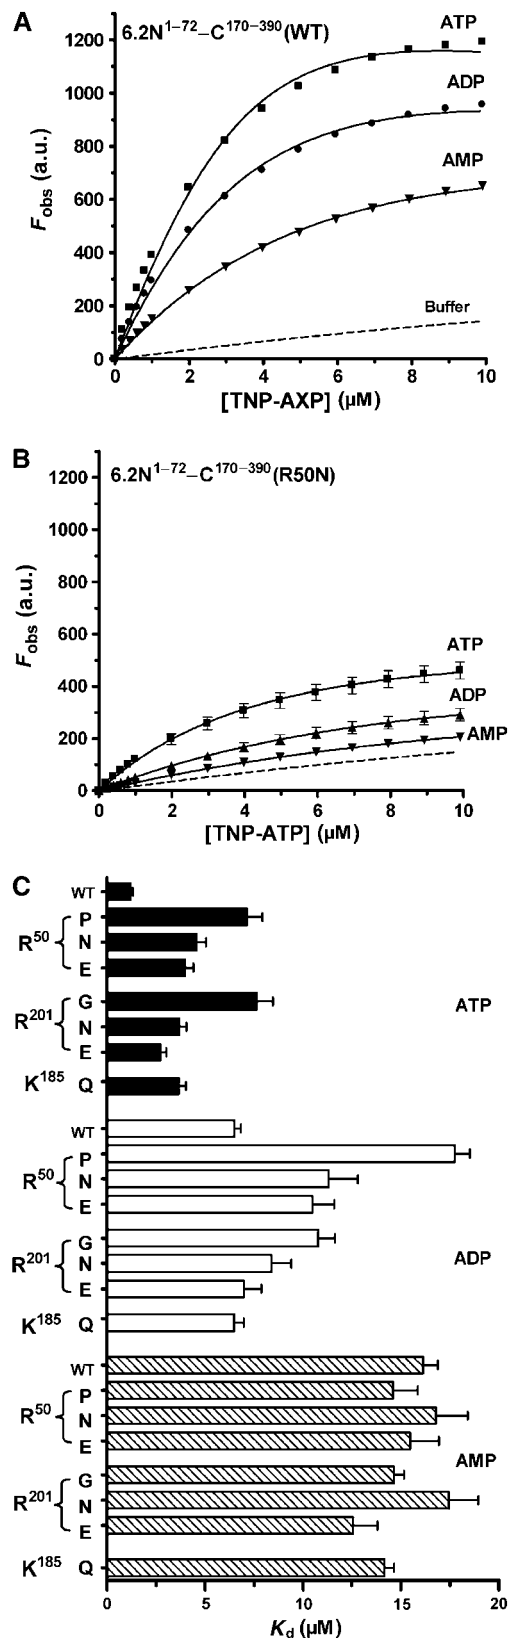 A
6.2N1–72–C170–390(WT)
ATP
ADP
AMP
Buffer
1200
1000
800
600
400
200
0
Fobs (a.u.)
0 2 4 6 8 10
[TNP-AXP] (μM)
B
6.2N1–72–C170–390(R50N)
1200
1000
800
600
400
200
0
Fobs (a.u.)
ATP
ADP
AMP
0 2 4 6 8 10
[TNP-ATP] (μM)
C
WT
R50 P
N
E
R201 G
N
E
K185 Q
ATP
WT
R50 P
N
E
R201 G
N
E
K185 Q
ADP
WT
R50 P
N
E
R201 G
N
E
K185 Q
AMP
0 5 10 15 20
Kd (μM)